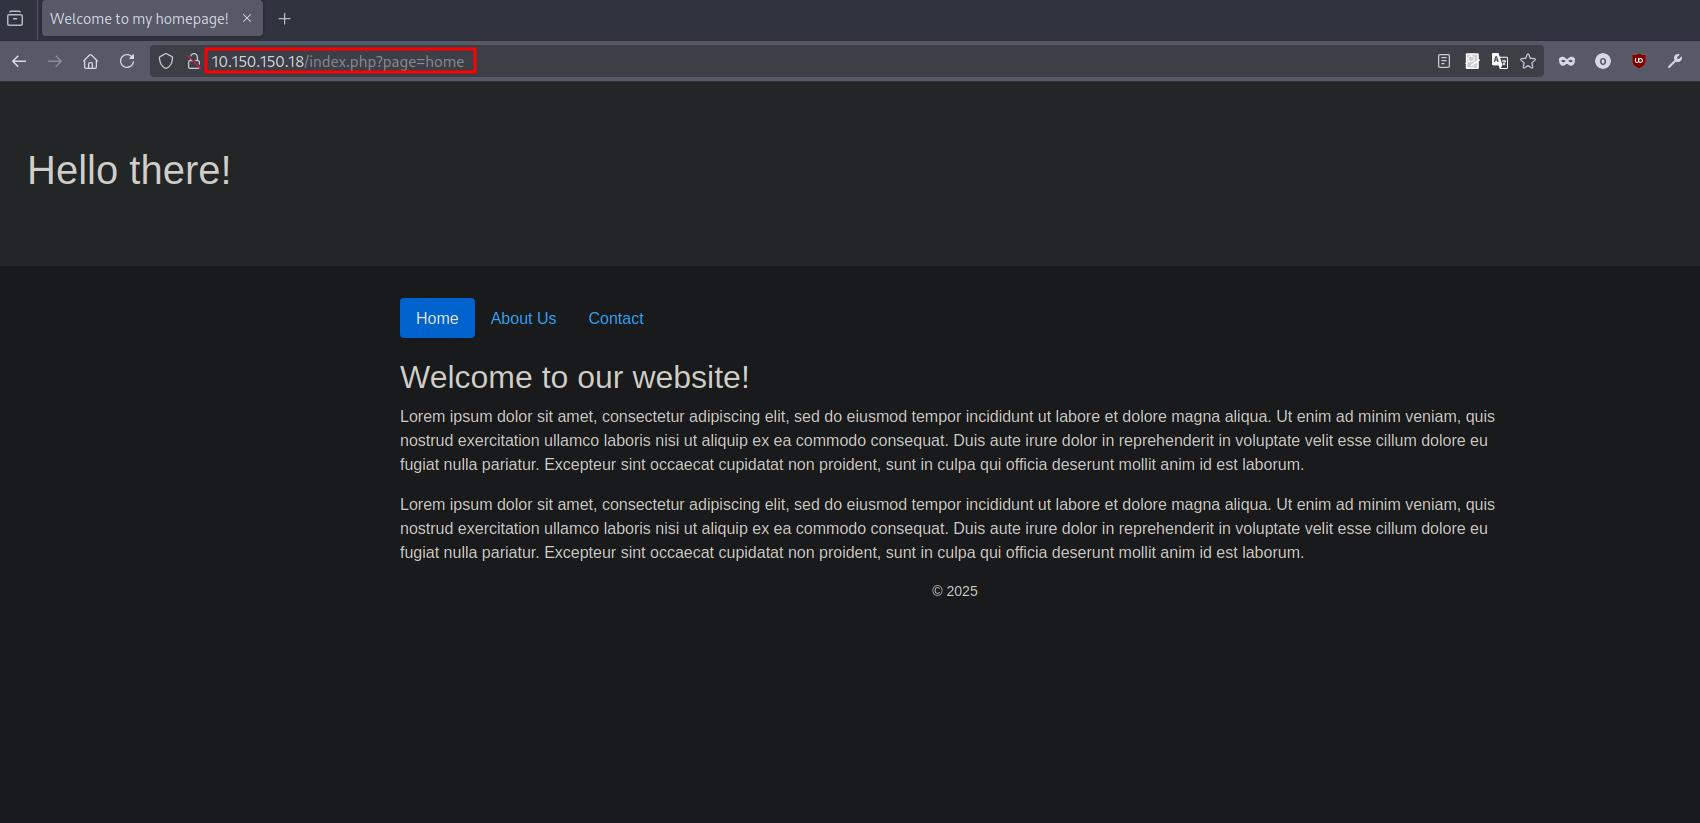 Welcome to my homepage!
10.150.150.18/index.php?page=home
Hello there!
Home About Us Contact
Welcome to our website!
Lorem ipsum dolor sit amet, consectetur adipiscing elit, sed do eiusmod tempor incididunt ut labore et dolore magna aliqua. Ut enim ad minim veniam, quis
nostrud exercitation ullamco laboris nisi ut aliquip ex ea commodo consequat. Duis aute irure dolor in reprehenderit in voluptate velit esse cillum dolore eu
fugiat nulla pariatur. Excepteur sint occaecat cupidatat non proident, sunt in culpa qui officia deserunt mollit anim id est laborum.
Lorem ipsum dolor sit amet, consectetur adipiscing elit, sed do eiusmod tempor incididunt ut labore et dolore magna aliqua. Ut enim ad minim veniam, quis
nostrud exercitation ullamco laboris nisi ut aliquip ex ea commodo consequat. Duis aute irure dolor in reprehenderit in voluptate velit esse cillum dolore eu
fugiat nulla pariatur. Excepteur sint occaecat cupidatat non proident, sunt in culpa qui officia deserunt mollit anim id est laborum.
© 2025